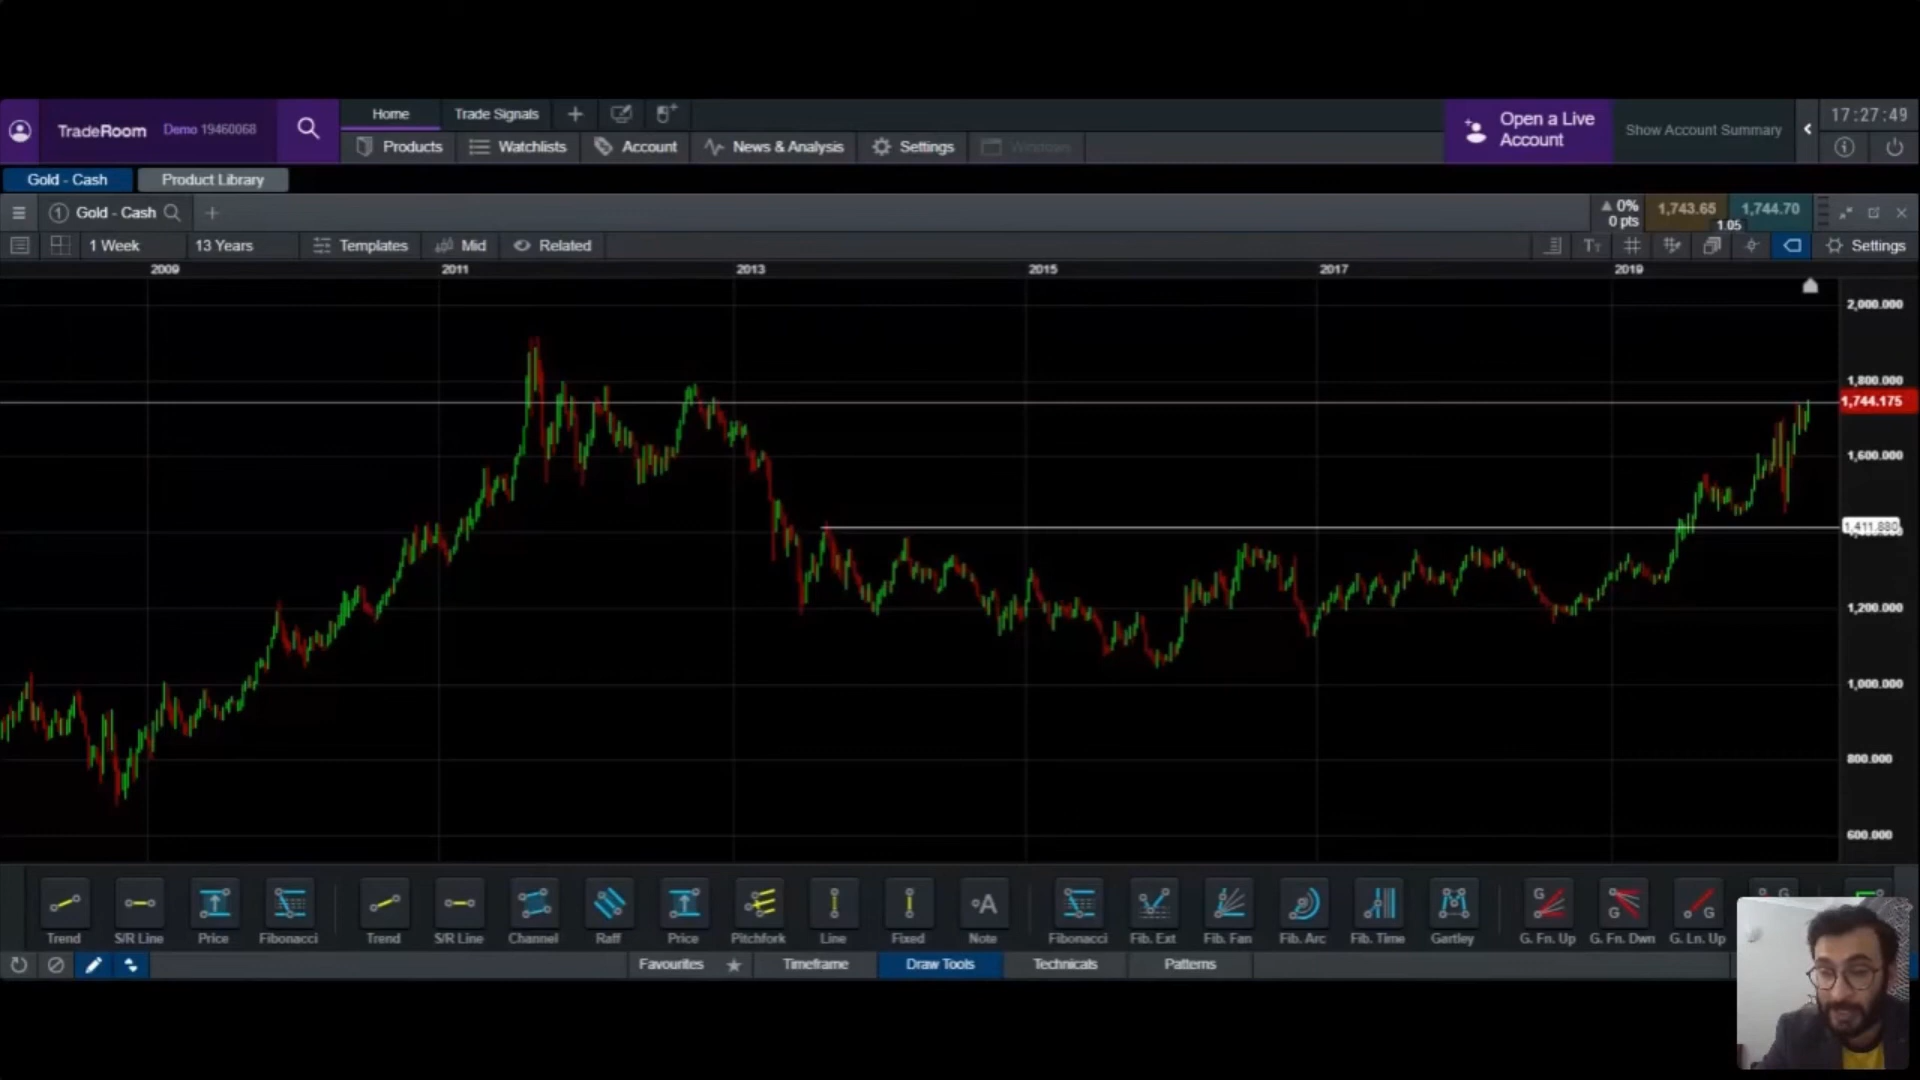 TradeRoom Demo 19460068
Home Trade Signals
Products Watchlists Account News & Analysis Settings Windows
Open a Live Account
Show Account Summary
17:27:49
Gold - Cash Product Library
1 Gold - Cash
0% 0 pts
1,743.65 1,744.70
1.05
1 Week 13 Years Templates Mid Related
Settings
2009 2011 2013 2015 2017 2019
2,000.000
1,800.000
1,744.175
1,600.000
1,411.880
1,200.000
1,000.000
800.000
600.000
Trend S/R Line Price Fibonacci Trend S/R Line Channel Raff Price Pitchfork Line Fixed Note Fibonacci Fib. Ext Fib. Fan Fib. Arc Fib. Time Gartley G. Fn. Up G. Fn. Dwn G. Ln. Up
Favourites Timeframe Draw Tools Technicals Patterns